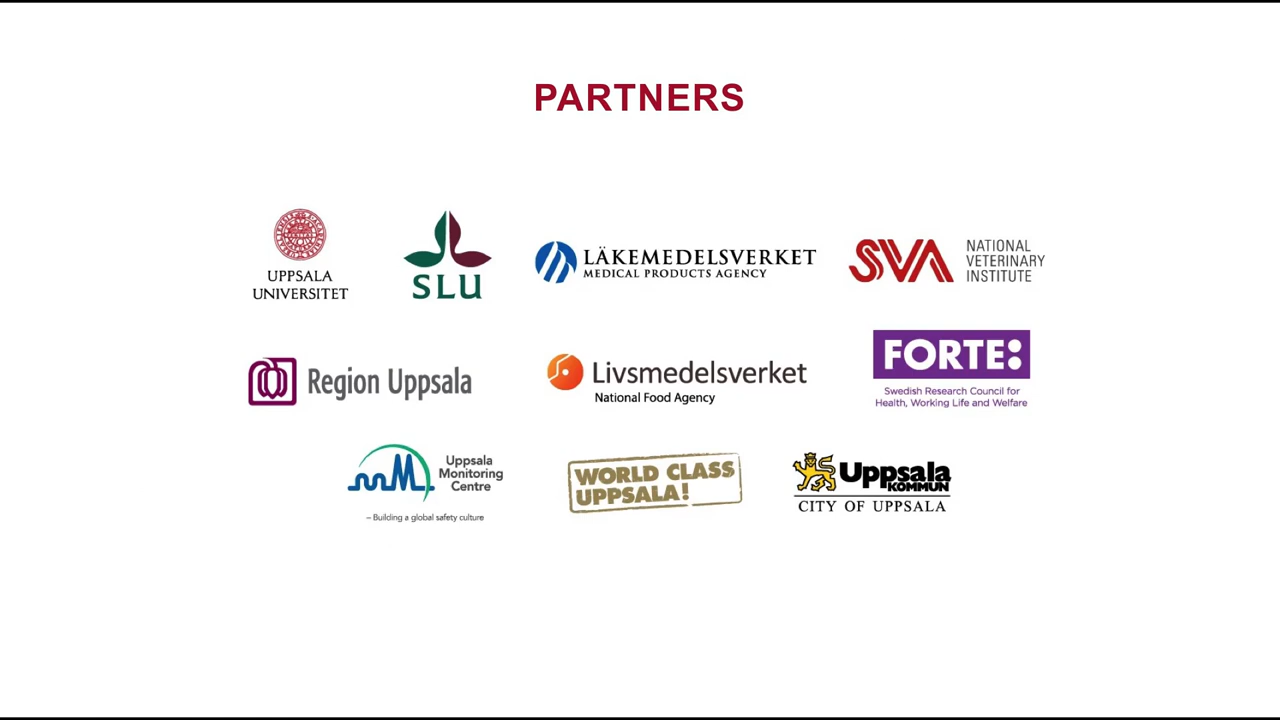 PARTNERS
UPPSALA
UNIVERSITET
SLU
LÄKEMEDELSVERKET
MEDICAL PRODUCTS AGENCY
SVA
NATIONAL
VETERINARY
INSTITUTE
Region Uppsala
Livsmedelsverket
National Food Agency
FORTE:
Swedish Research Council for
Health, Working Life and Welfare
Uppsala
Monitoring
Centre
– Building a global safety culture
WORLD CLASS
UPPSALA!
Uppsala
KOMMUN
CITY OF UPPSALA